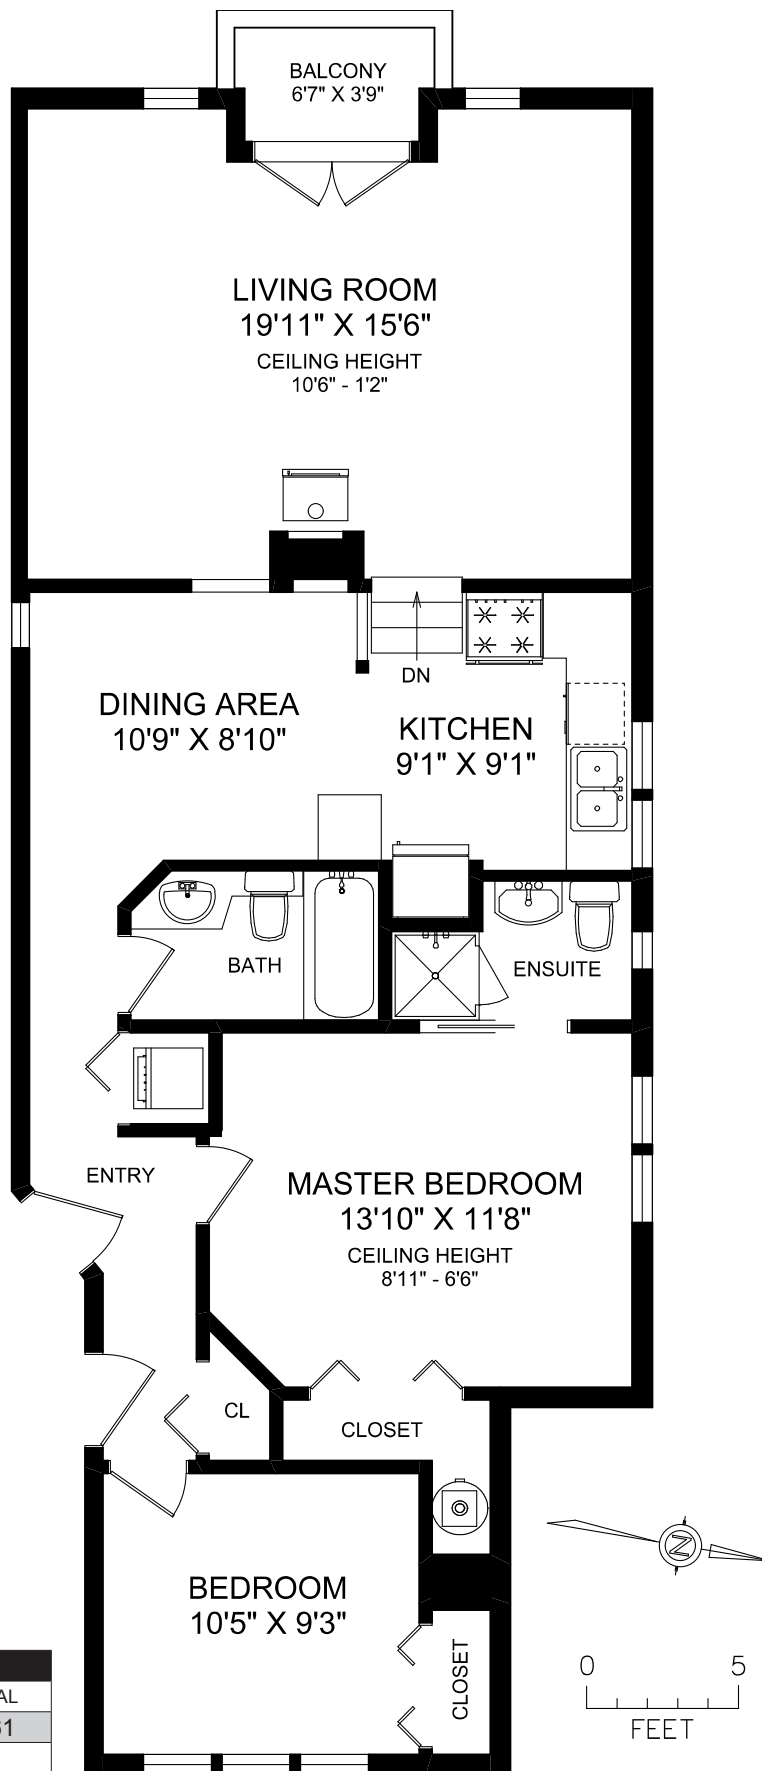 BALCONY
6'7" X 3'9"
LIVING ROOM
19'11" X 15'6"
CEILING HEIGHT
10'6" - 1'2"
DN
DINING AREA
10'9" X 8'10"
KITCHEN
9'1" X 9'1"
BATH
ENSUITE
ENTRY
MASTER BEDROOM
13'10" X 11'8"
CEILING HEIGHT
8'11" - 6'6"
CL
CLOSET
N
BEDROOM
10'5" X 9'3"
CLOSET
0 5
FEET